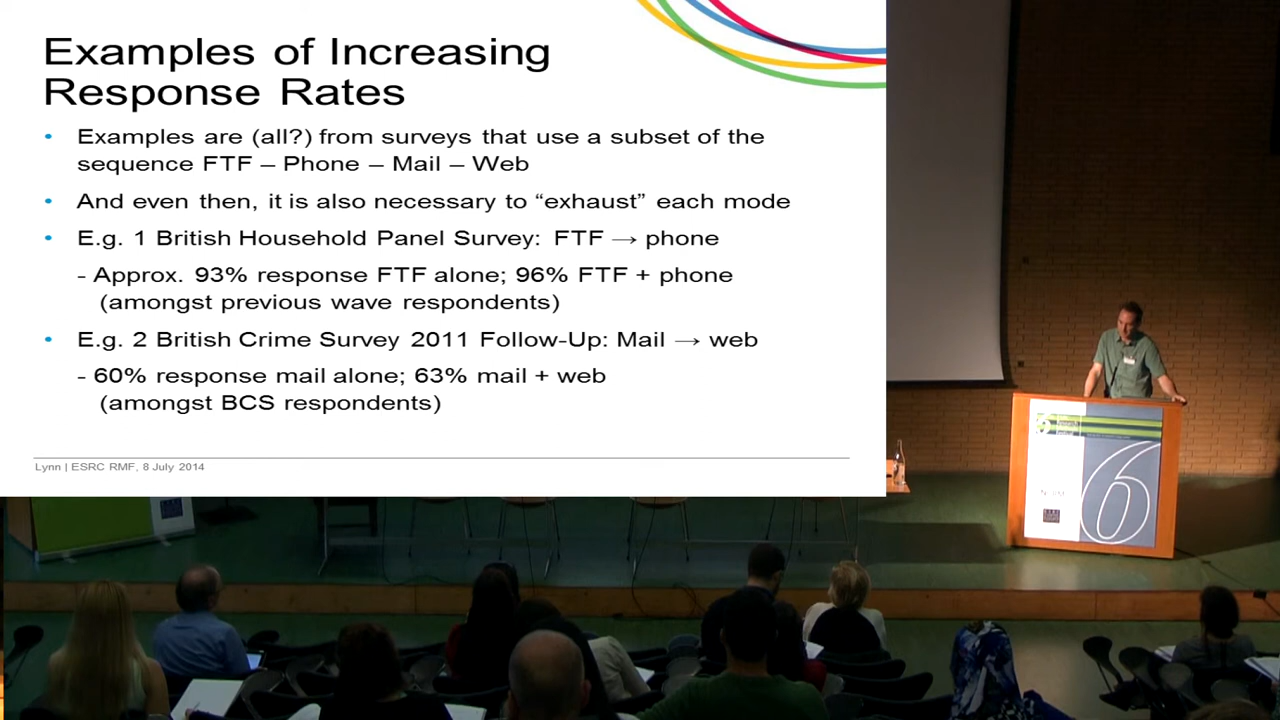 Examples of Increasing
Response Rates
• Examples are (all?) from surveys that use a subset of the
sequence FTF – Phone – Mail – Web
• And even then, it is also necessary to “exhaust” each mode
• E.g. 1 British Household Panel Survey: FTF → phone
- Approx. 93% response FTF alone; 96% FTF + phone
(amongst previous wave respondents)
• E.g. 2 British Crime Survey 2011 Follow-Up: Mail → web
- 60% response mail alone; 63% mail + web
(amongst BCS respondents)
Lynn | ESRC RMF, 8 July 2014
6